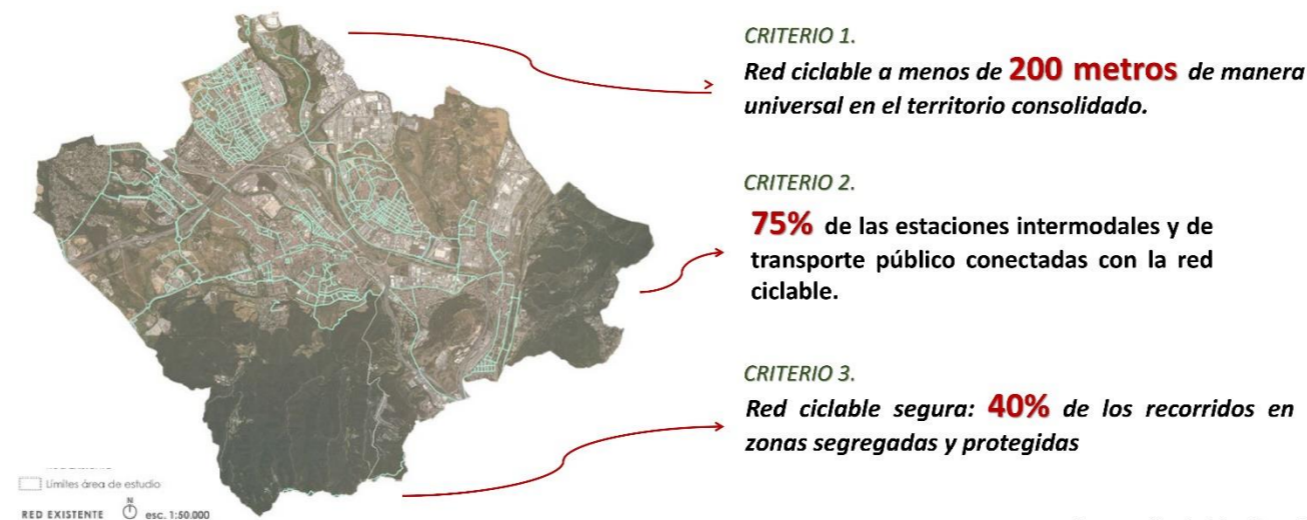 CRITERIO 1.
Red ciclable a menos de 200 metros de manera
universal en el territorio consolidado.
CRITERIO 2.
75% de las estaciones intermodales y de
transporte público conectadas con la red
ciclable.
CRITERIO 3.
Red ciclable segura: 40% de los recorridos en
zonas segregadas y protegidas
Límites área de estudio
N
RED EXISTENTE esc. 1:50.000